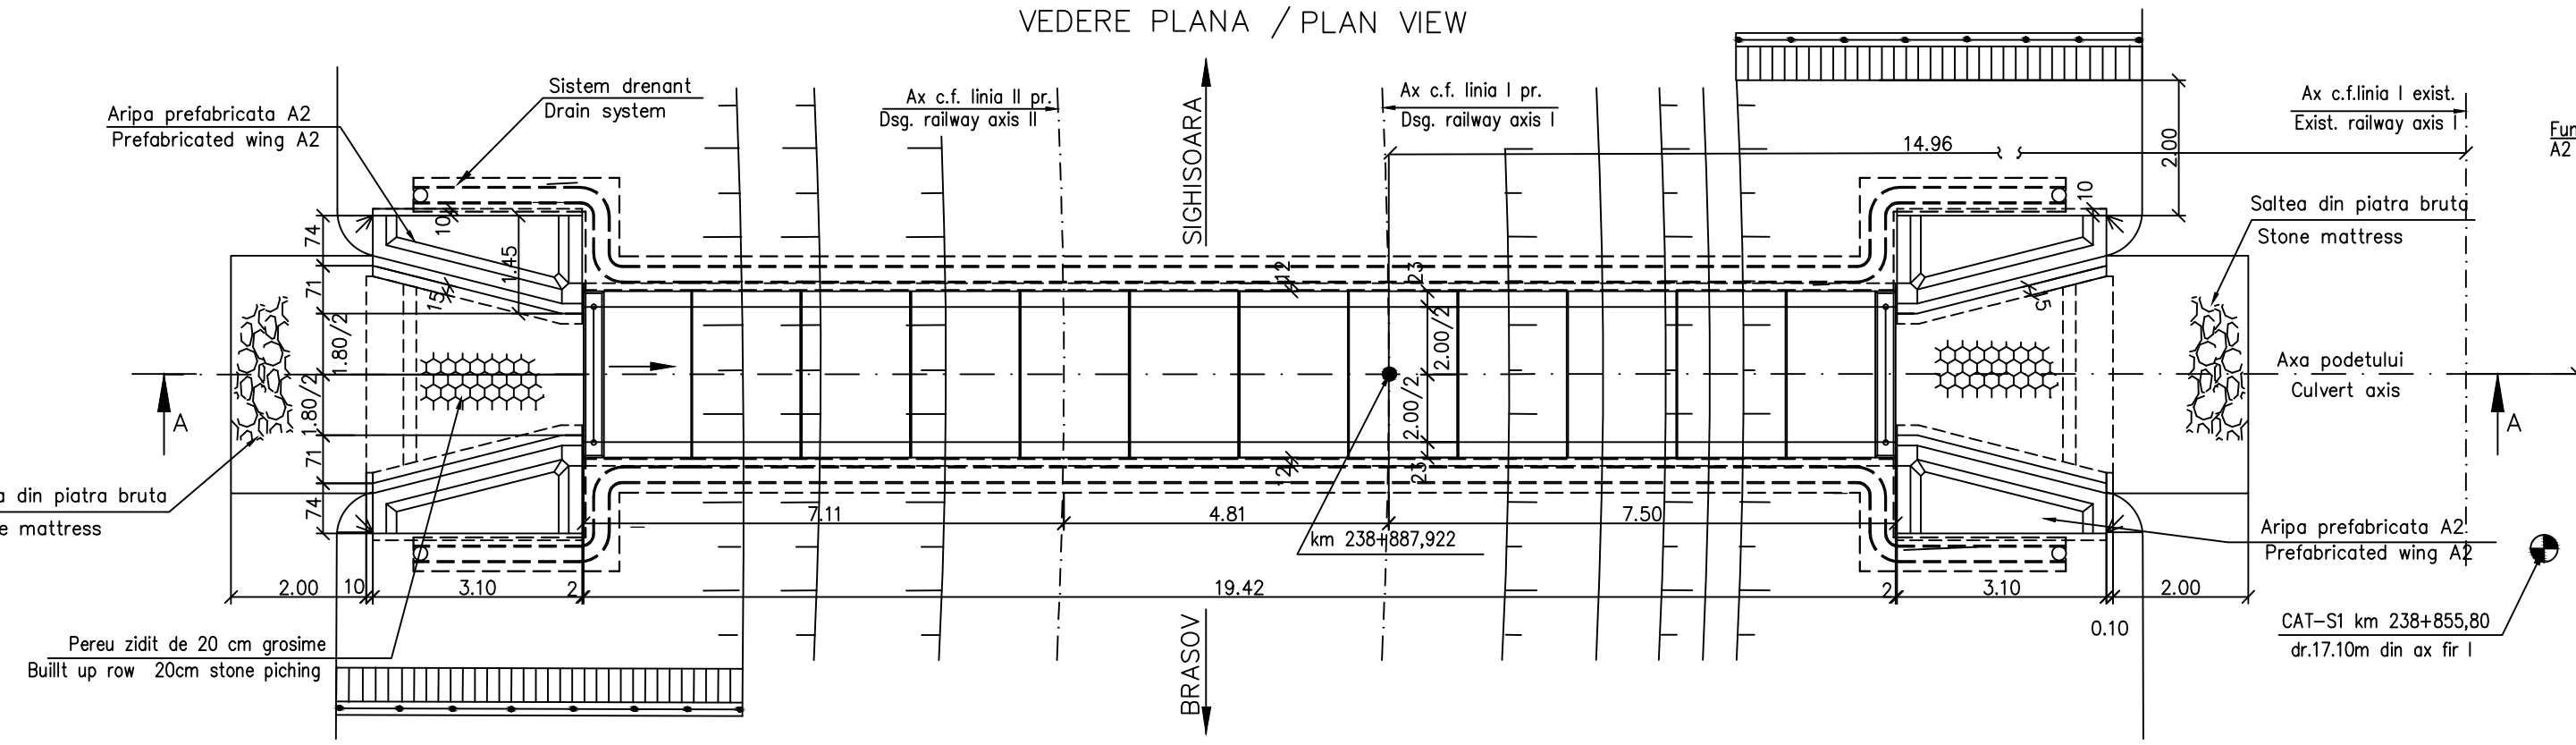 VEDERE PLANA / PLAN VIEW
Sistem drenant
Drain system
Aripa prefabricata A2
Prefabricated wing A2
Ax c.f. linia II pr.
Dsg. railway axis II
SIGHISOARA
Ax c.f. linia I pr.
Dsg. railway axis I
Ax c.f.linia I exist.
Exist. railway axis I
14.96
2.00
10
Saltea din piatra bruta
Stone mattress
74
71
1.80/2
1.80/2
71
74
10
1.45
15
12
23
2.00/2
2.00/2
12
23
15
A
Axa podetului
Culvert axis
A
din piatra bruta
mattress
7.11
4.81
7.50
km 238+887,922
Aripa prefabricata A2
Prefabricated wing A2
2.00
10
3.10
2
19.42
2
3.10
2.00
0.10
Pereu zidit de 20 cm grosime
Buillt up row 20cm stone piching
BRASOV
CAT-S1 km 238+855,80
dr.17.10m din ax fir I
A2